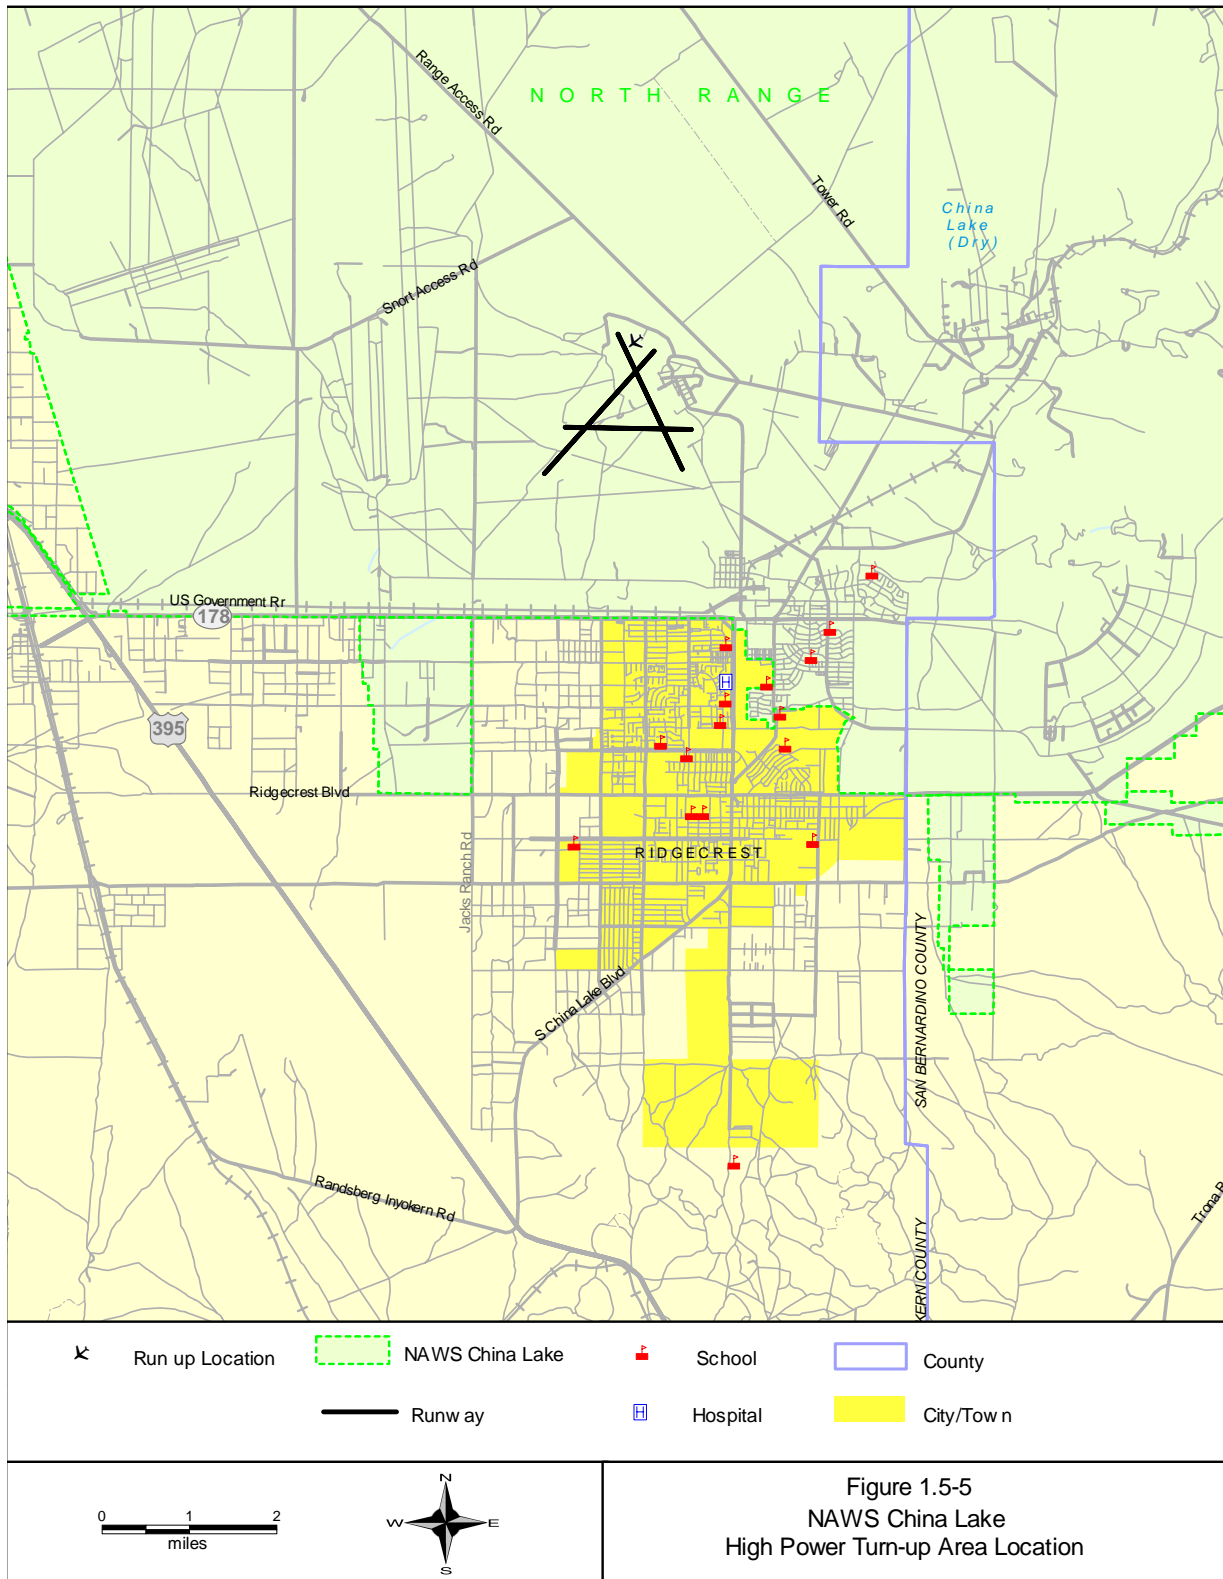 NORTH RANGE
Range Access Rd
Tower Rd
China
Lake
(Dry)
Snort Access Rd
US Government Rr
178
395
H
Ridgecrest Blvd
RIDGECREST
Jacks Ranch Rd
S China Lake Blvd
SAN BERNARDINO COUNTY
KERN COUNTY
Randsberg Inyokern Rd
Trona R
Run up Location
NAWS China Lake
School
County
Runway
H
Hospital
City/Town
0 1 2
miles
N
W E
S
Figure 1.5-5
NAWS China Lake
High Power Turn-up Area Location